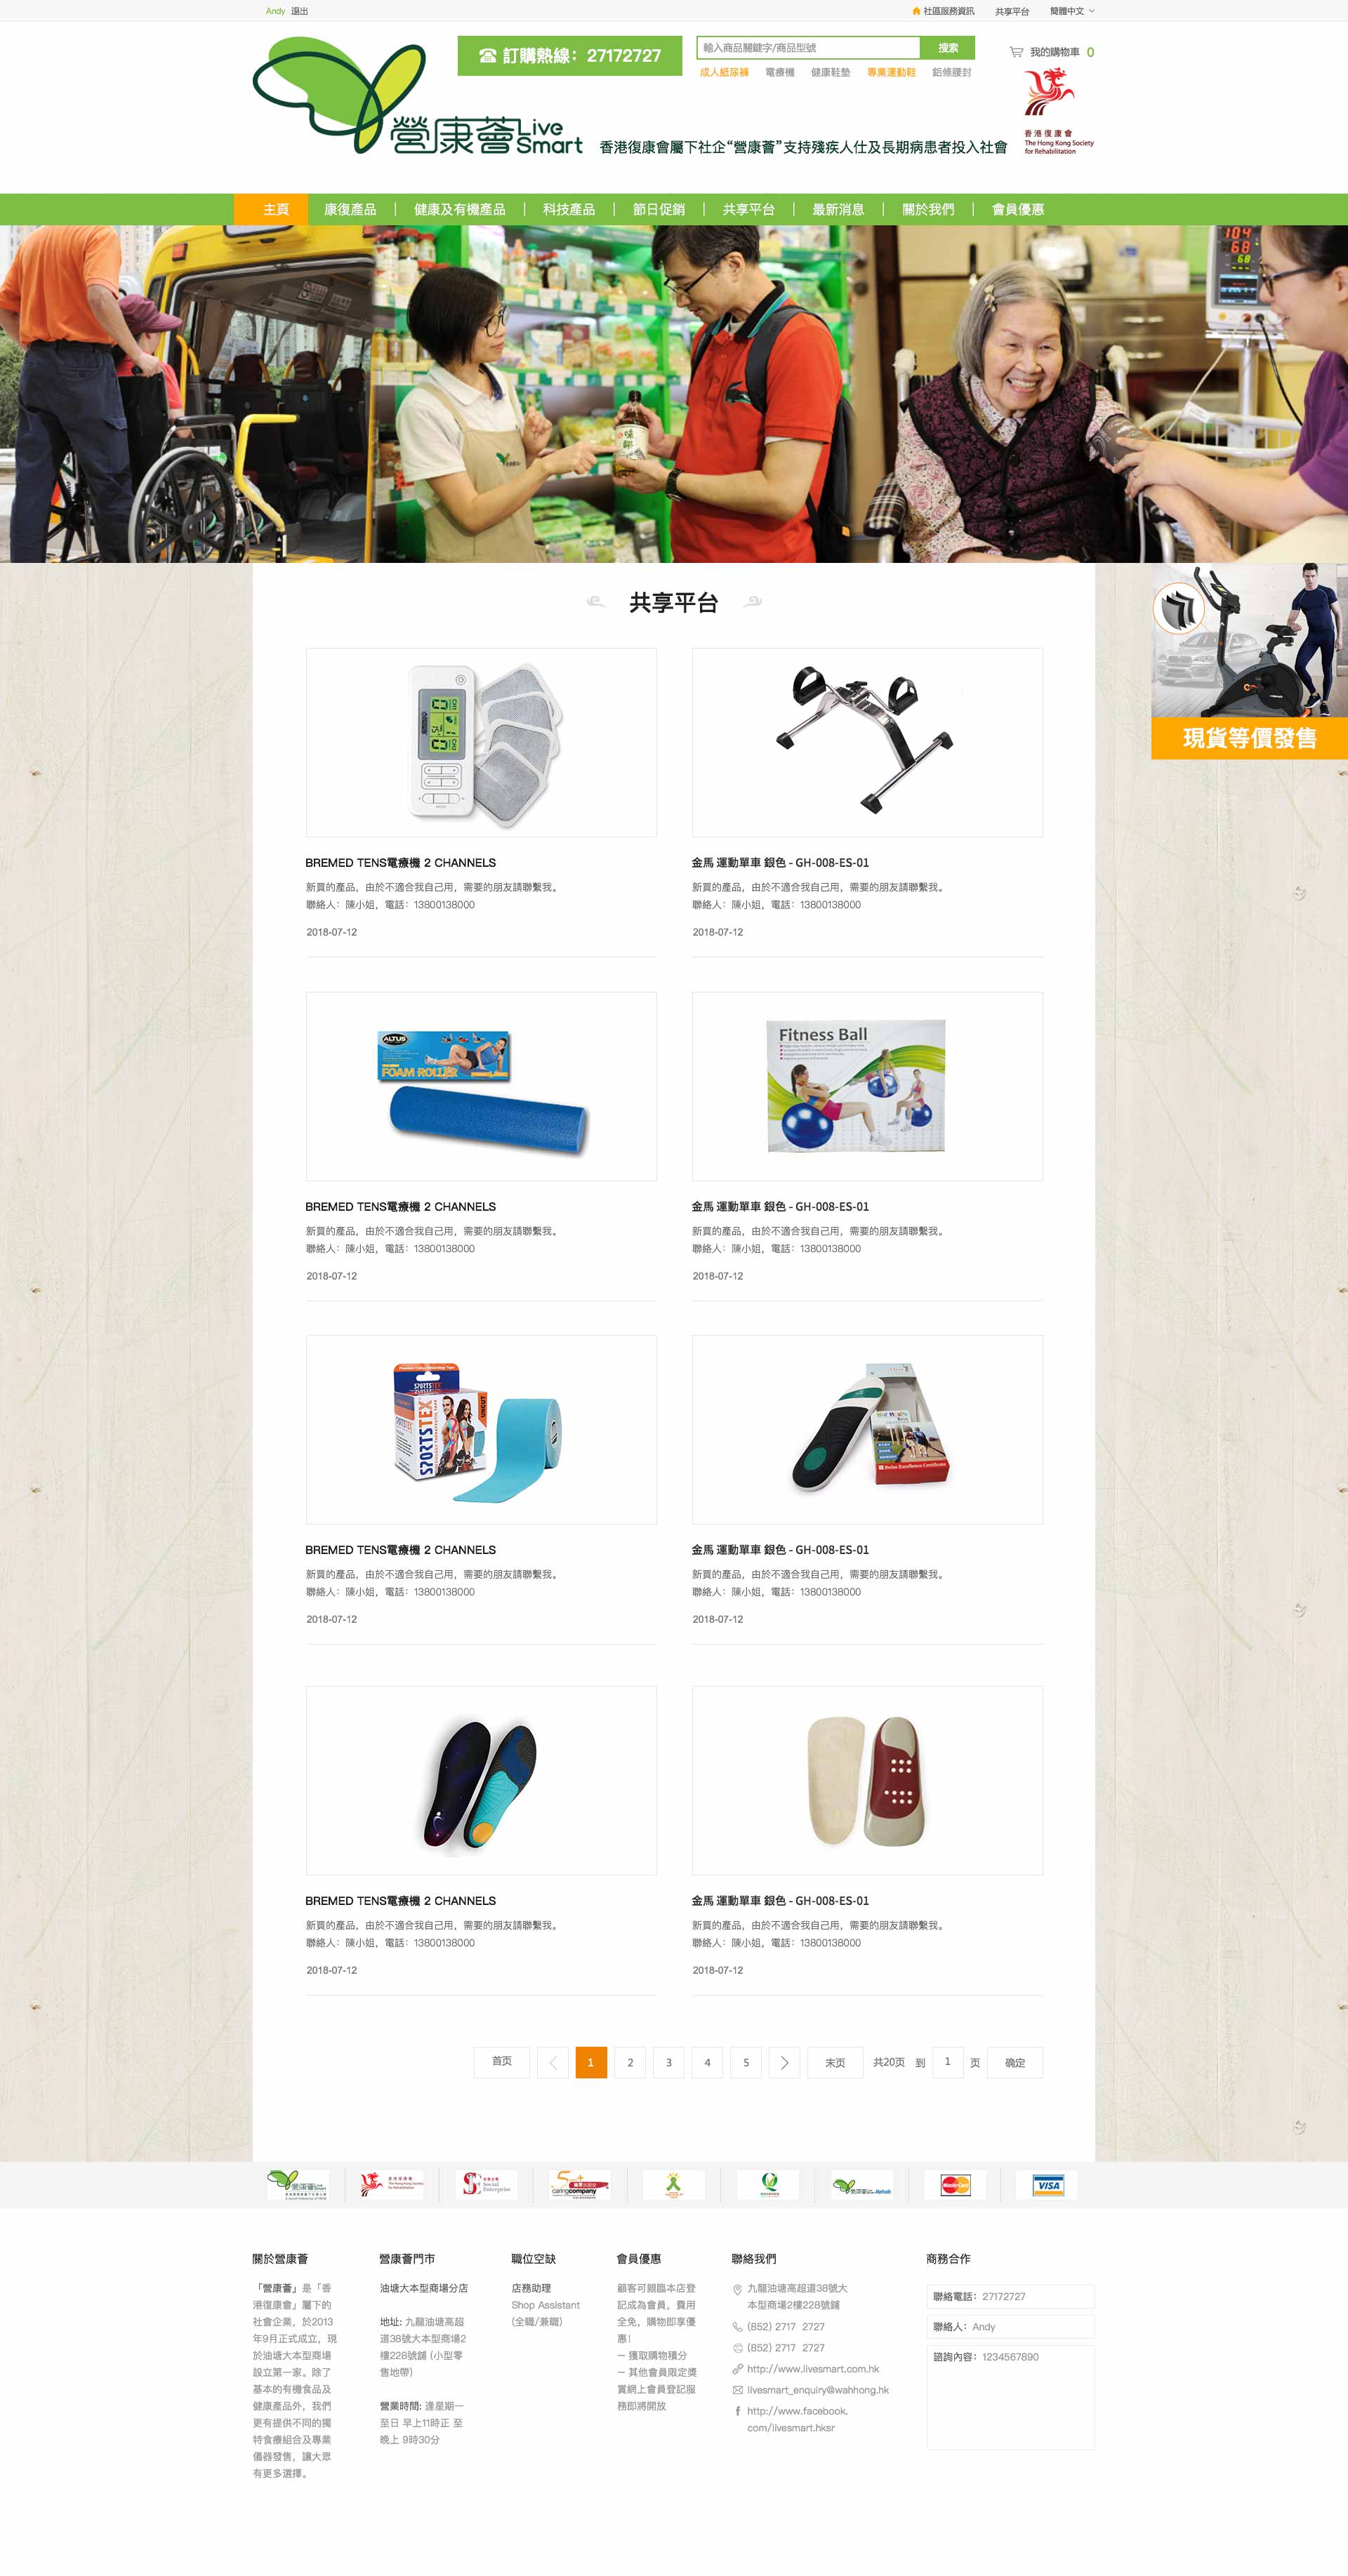 Andy 退出
社區服務資訊 共享平台 簡體中文
訂購熱線：27172727
輸入商品關鍵字/商品型號 搜索
我的購物車 0
成人紙尿褲 電療機 健康鞋墊 專業運動鞋 鋁條腰封
營康薈 Live Smart
香港復康會屬下社企“營康薈”支持殘疾人仕及長期病患者投入社會
香港復康會
The Hong Kong Society
for Rehabilitation
主頁 康復產品 健康及有機產品 科技產品 節日促銷 共享平台 最新消息 關於我們 會員優惠
104
68
68
共享平台
現貨等價發售
BREMED TENS電療機 2 CHANNELS
新買的產品，由於不適合我自己用，需要的朋友請聯繫我。
聯絡人：陳小姐，電話：13800138000
2018-07-12
金馬 運動單車 銀色 - GH-008-ES-01
新買的產品，由於不適合我自己用，需要的朋友請聯繫我。
聯絡人：陳小姐，電話：13800138000
2018-07-12
ALTUS
FOAM ROLLER
Fitness Ball
BREMED TENS電療機 2 CHANNELS
新買的產品，由於不適合我自己用，需要的朋友請聯繫我。
聯絡人：陳小姐，電話：13800138000
2018-07-12
金馬 運動單車 銀色 - GH-008-ES-01
新買的產品，由於不適合我自己用，需要的朋友請聯繫我。
聯絡人：陳小姐，電話：13800138000
2018-07-12
SPORTSTEX
UNCUT
Swiss Excellence Certificate
BREMED TENS電療機 2 CHANNELS
新買的產品，由於不適合我自己用，需要的朋友請聯繫我。
聯絡人：陳小姐，電話：13800138000
2018-07-12
金馬 運動單車 銀色 - GH-008-ES-01
新買的產品，由於不適合我自己用，需要的朋友請聯繫我。
聯絡人：陳小姐，電話：13800138000
2018-07-12
BREMED TENS電療機 2 CHANNELS
新買的產品，由於不適合我自己用，需要的朋友請聯繫我。
聯絡人：陳小姐，電話：13800138000
2018-07-12
金馬 運動單車 銀色 - GH-008-ES-01
新買的產品，由於不適合我自己用，需要的朋友請聯繫我。
聯絡人：陳小姐，電話：13800138000
2018-07-12
首页 1 2 3 4 5 末页 共20页 到 1 页 确定
Social
Enterprise
caringcompany
MasterCard
VISA
關於營康薈
「營康薈」是「香
港復康會」屬下的
社會企業，於2013
年9月正式成立，現
於油塘大本型商場
設立第一家。除了
基本的有機食品及
健康產品外，我們
更有提供不同的獨
特食療組合及專業
儀器發售，讓大眾
有更多選擇。
營康薈門市
油塘大本型商場分店
地址: 九龍油塘高超
道38號大本型商場2
樓228號舖 (小型零
售地帶)
營業時間: 逢星期一
至日 早上11時正 至
晚上 9時30分
職位空缺
店務助理
Shop Assistant
(全職/兼職)
會員優惠
顧客可親臨本店登
記成為會員，費用
全免，購物即享優
惠!
— 獲取購物積分
— 其他會員限定獎
賞網上會員登記服
務即將開放
聯絡我們
九龍油塘高超道38號大
本型商場2樓228號鋪
(852) 2717 2727
(852) 2717 2727
http://www.livesmart.com.hk
livesmart_enquiry@wahhong.hk
http://www.facebook.
com/livesmart.hksr
商務合作
聯絡電話：27172727
聯絡人：Andy
諮詢內容：1234567890